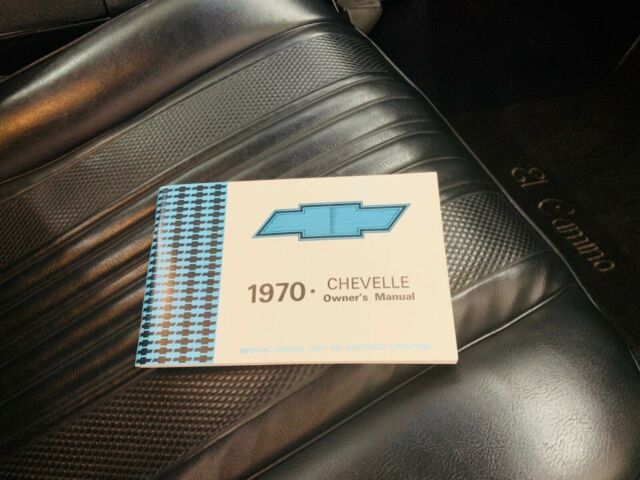 1970 • CHEVELLE
Owner's Manual
IMPORTANT OPERATING, SAFETY AND MAINTENANCE INSTRUCTIONS
El Camino